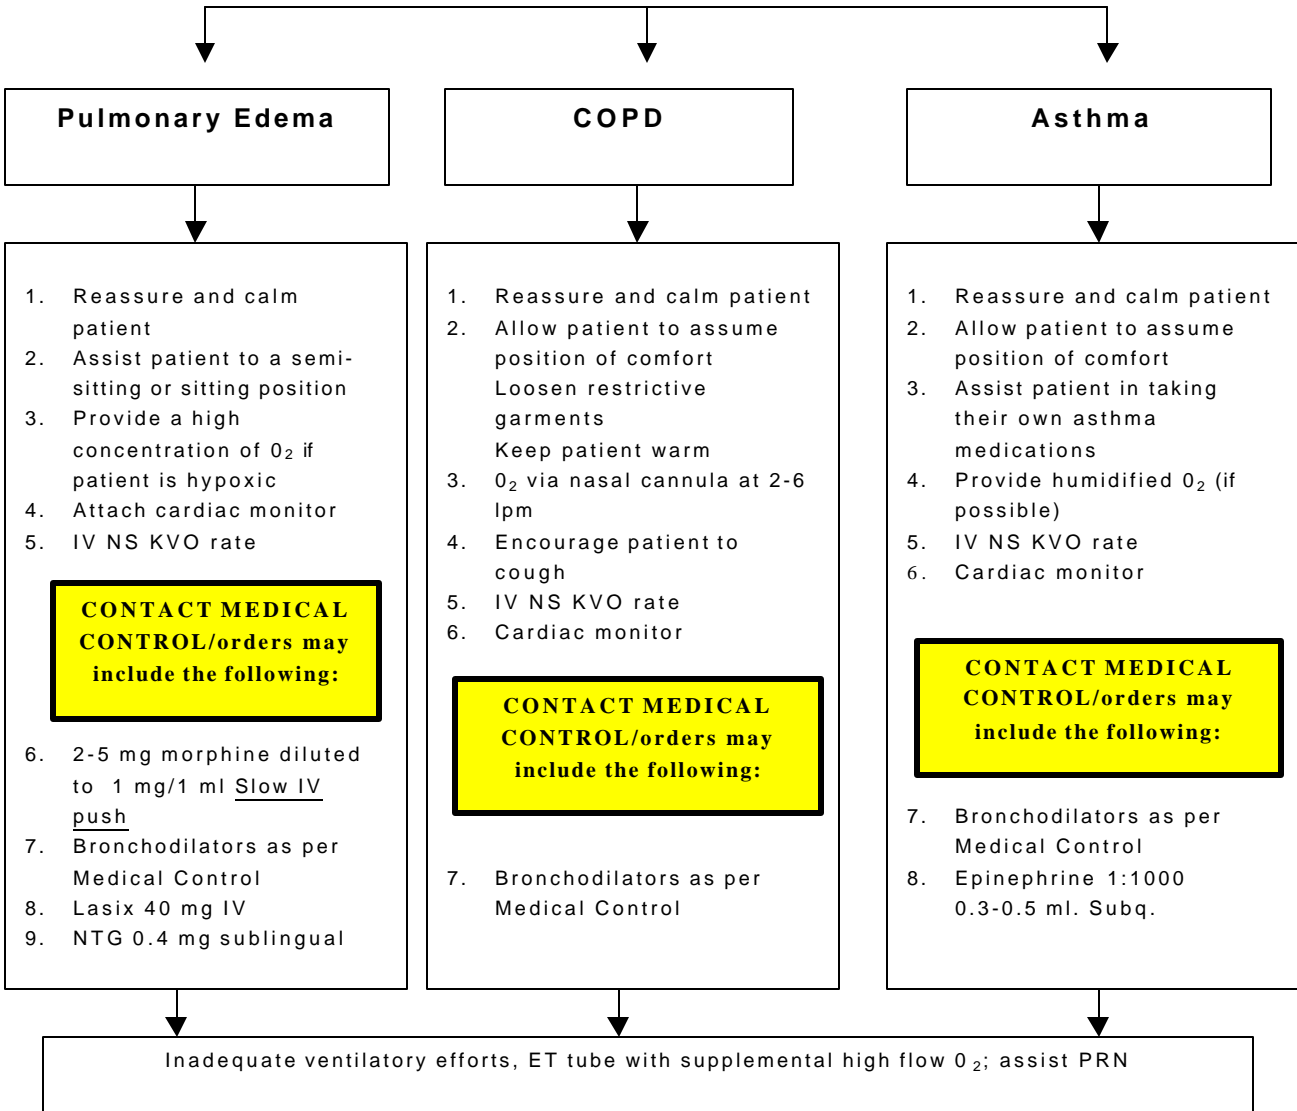 Pulmonary Edema
COPD
Asthma
1. Reassure and calm
patient
2. Assist patient to a semi-
sitting or sitting position
3. Provide a high
concentration of 0₂ if
patient is hypoxic
4. Attach cardiac monitor
5. IV NS KVO rate
CONTACT MEDICAL
CONTROL/orders may
include the following:
6. 2-5 mg morphine diluted
to 1 mg/1 ml Slow IV
push
7. Bronchodilators as per
Medical Control
8. Lasix 40 mg IV
9. NTG 0.4 mg sublingual
1. Reassure and calm patient
2. Allow patient to assume
position of comfort
Loosen restrictive
garments
Keep patient warm
3. 0₂ via nasal cannula at 2-6
lpm
4. Encourage patient to
cough
5. IV NS KVO rate
6. Cardiac monitor
CONTACT MEDICAL
CONTROL/orders may
include the following:
7. Bronchodilators as per
Medical Control
1. Reassure and calm patient
2. Allow patient to assume
position of comfort
3. Assist patient in taking
their own asthma
medications
4. Provide humidified 0₂ (if
possible)
5. IV NS KVO rate
6. Cardiac monitor
CONTACT MEDICAL
CONTROL/orders may
include the following:
7. Bronchodilators as per
Medical Control
8. Epinephrine 1:1000
0.3-0.5 ml. Subq.
Inadequate ventilatory efforts, ET tube with supplemental high flow 0₂; assist PRN